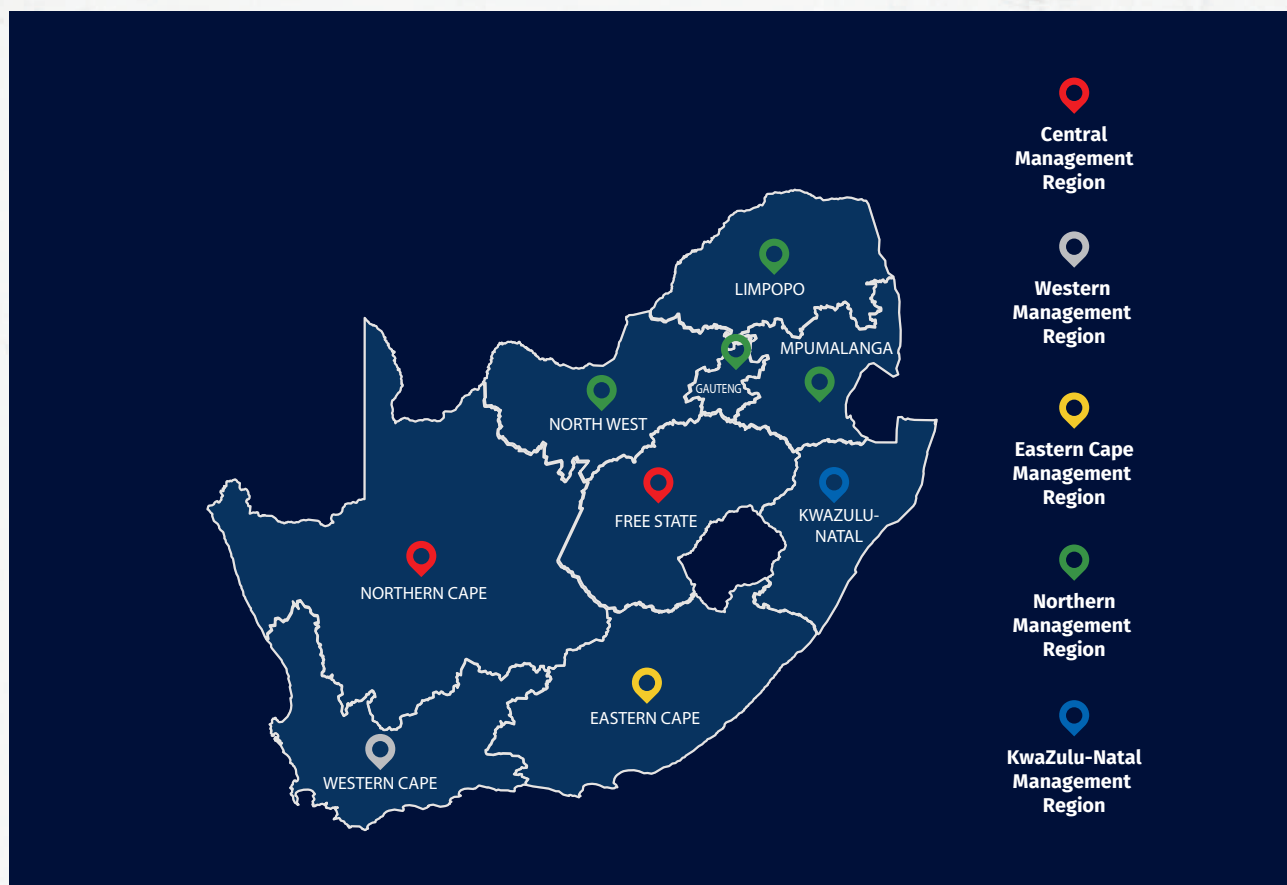 Central
Management
Region
Western
Management
Region
Eastern Cape
Management
Region
Northern
Management
Region
KwaZulu-Natal
Management
Region
LIMPOPO
MPUMALANGA
GAUTENG
NORTH WEST
FREE STATE
KWAZULU-
NATAL
NORTHERN CAPE
EASTERN CAPE
WESTERN CAPE